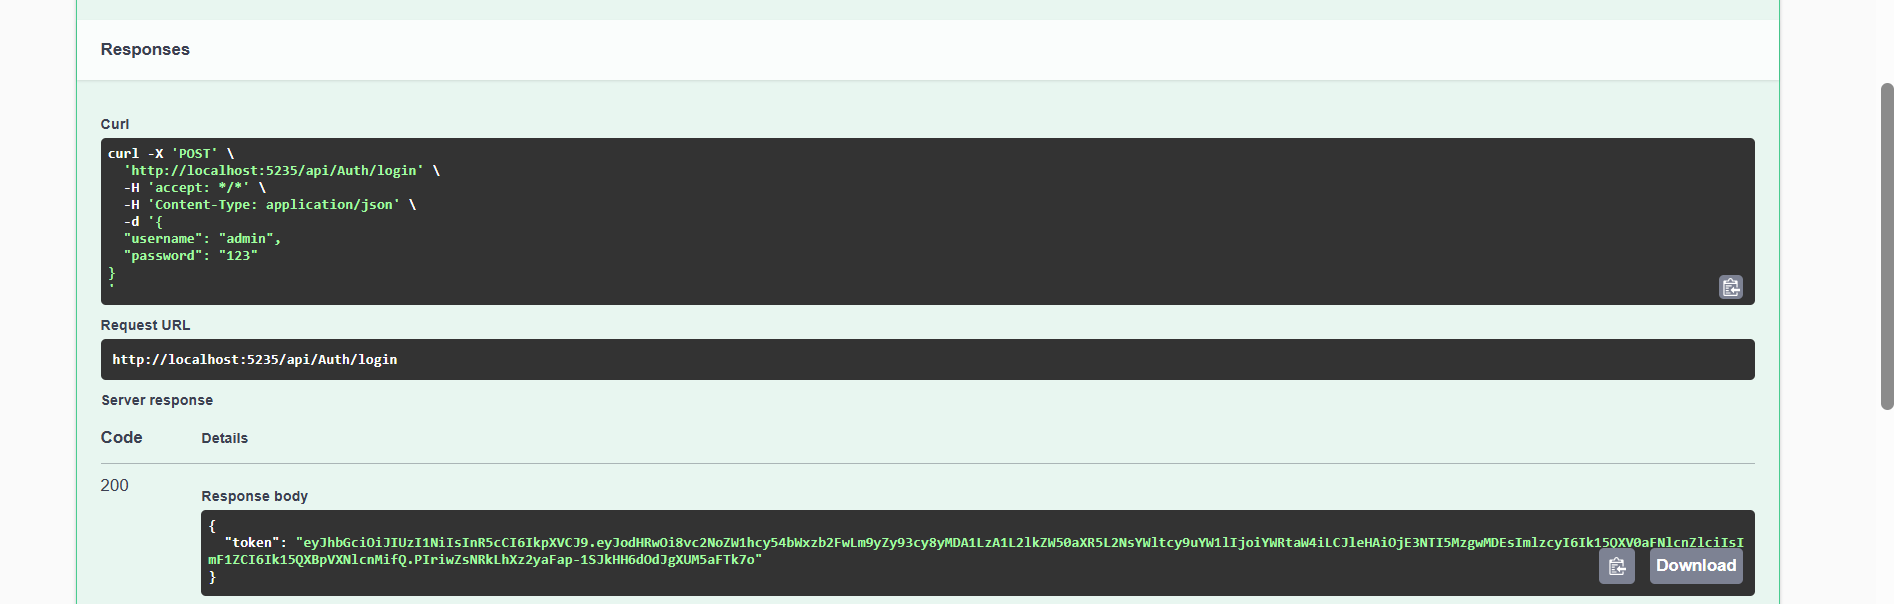 Responses
Curl
curl -X 'POST' \
'http://localhost:5235/api/Auth/login' \
-H 'accept: */*' \
-H 'Content-Type: application/json' \
-d '{
"username": "admin",
"password": "123"
}
'
Request URL
http://localhost:5235/api/Auth/login
Server response
Code Details
200
Response body
{
"token": "eyJhbGciOiJIUzI1NiIsInR5cCI6IkpXVCJ9.eyJodHRwOi8vc2NoZW1hcy54bWxzb2FwLm9yZy93cy8yMDA1LzA1L2lkZW50aXR5L2NsYWltcy9uYW1lIjoiYWRtaW4iLCJleHAiOjE3NTI5MzgwMDEsImlzcyI6Ik15QXV0aFNlcnZlciIsI
mF1ZCI6Ik15QXBpVXNlcnMifQ.PIriwZsNRkLhXz2yaFap-1SJkHH6dOdJgXUM5aFTk7o"
}
Download